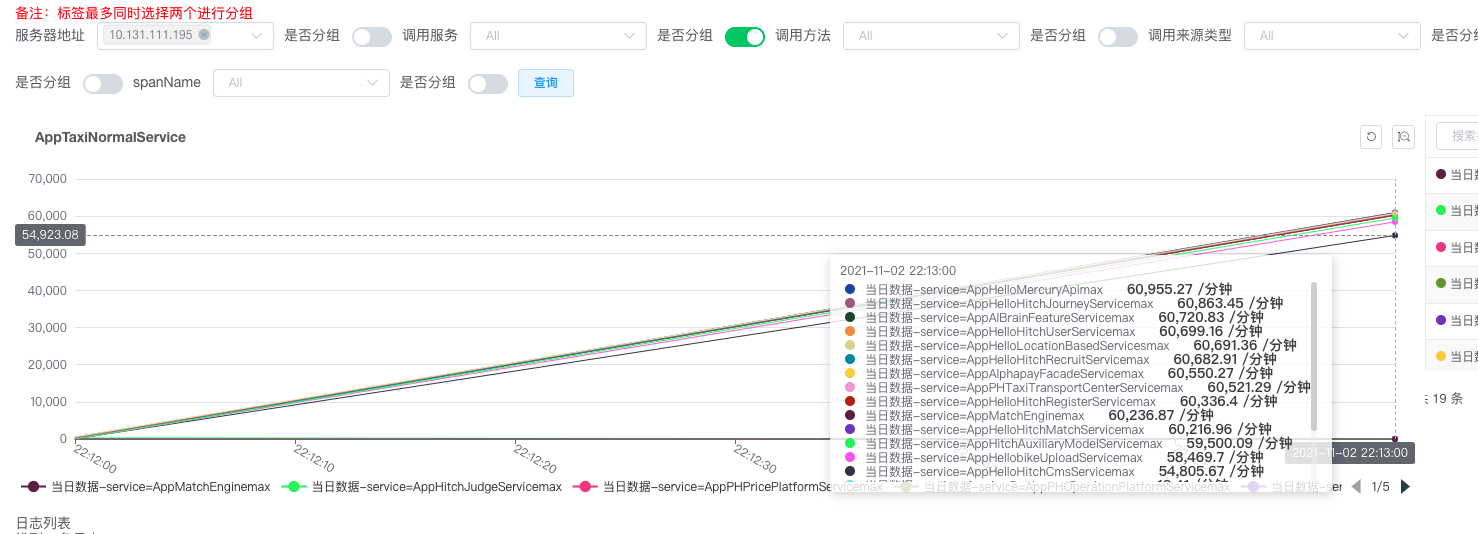 备注：标签最多同时选择两个进行分组
服务器地址 10.131.111.195 是否分组 调用服务 All 是否分组 调用方法 All 是否分组 调用来源类型 All 是否分组
是否分组 spanName All 是否分组 查询
AppTaxiNormalService
搜索
70,000
60,000
54,923.08
50,000
40,000
30,000
20,000
10,000
0
22:12:00
22:12:10
22:12:20
22:12:30
2021-11-02 22:13:00
2021-11-02 22:13:00
当日数据-service=AppHelloMercuryApimax 60,955.27 /分钟
当日数据-service=AppHelloHitchJourneyServicemax 60,863.45 /分钟
当日数据-service=AppAIBrainFeatureServicemax 60,720.83 /分钟
当日数据-service=AppHelloHitchUserServicemax 60,699.16 /分钟
当日数据-service=AppHelloLocationBasedServicesmax 60,691.36 /分钟
当日数据-service=AppHelloHitchRecruitServicemax 60,682.91 /分钟
当日数据-service=AppAlphapayFacadeServicemax 60,550.27 /分钟
当日数据-service=AppPHTaxiTransportCenterServicemax 60,521.29 /分钟
当日数据-service=AppHelloHitchRegisterServicemax 60,336.4 /分钟
当日数据-service=AppMatchEnginemax 60,236.87 /分钟
当日数据-service=AppHelloHitchMatchServicemax 60,216.96 /分钟
当日数据-service=AppHitchAuxiliaryModelServicemax 59,500.09 /分钟
当日数据-service=AppHellobikeUploadServicemax 58,469.7 /分钟
当日数据-service=AppHelloHitchCmsServicemax 54,805.67 /分钟
当日数据-service=AppMatchEnginemax 当日数据-service=AppHitchJudgeServicemax 当日数据-service=AppPHPricePlatformServicemax 当日数据-service=AppPHOperationPlatformServicemax 当日数据-ser 1/5
当日数
当日数
当日数
当日数
当日数
当日数
19 条
日志列表